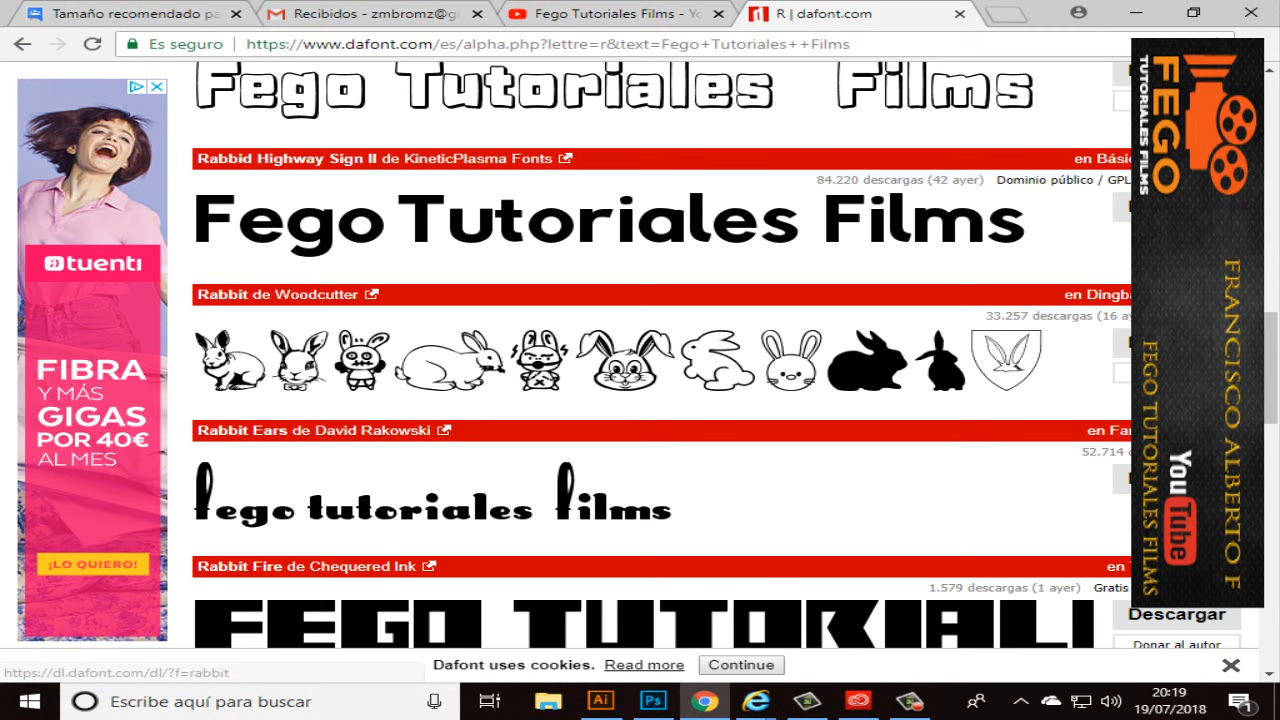 Tamaño recomendado pa
Recibidos - zmbromz@g
Fego Tutoriales Films - Yo
R | dafont.com
Es seguro
https://www.dafont.com/es/alpha.php?lettre=r&text=Fego+Tutoriales++Films
Fego Tutoriales Films
Rabbid Highway Sign II de KineticPlasma Fonts
en Básic
84.220 descargas (42 ayer)
Dominio público / GPL
Fego Tutoriales Films
Rabbit de Woodcutter
en Dingba
33.257 descargas (16 ay
Rabbit Ears de David Rakowski
en Fan
52.714 d
fego tutoriales films
Rabbit Fire de Chequered Ink
en T
1.579 descargas (1 ayer)
Gratis
FEGO TUTORIAL
Descargar
Donar al autor
tuenti
FIBRA
Y MÁS
GIGAS
POR 40€
AL MES
¡LO QUIERO!
FEGO
TUTORIALES FILMS
FRANCISCO ALBERTO F
FEGO TUTORIALES FILMS
YouTube
Dafont uses cookies.
Read more
Continue
https://dl.dafont.com/dl/?f=rabbit
Escribe aquí para buscar
Ai
Ps
20:19
19/07/2018
1